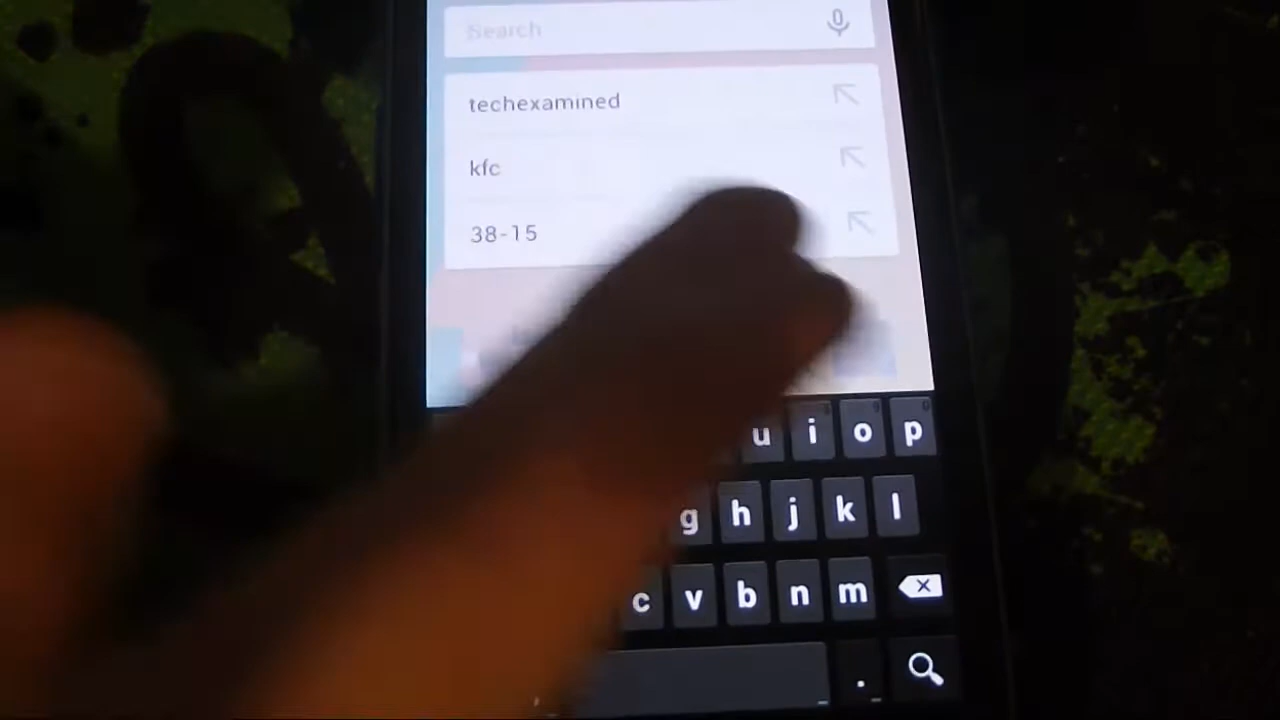 Search
techexamined
kfc
38-15
u i o p
g h j k l
c v b n m
.